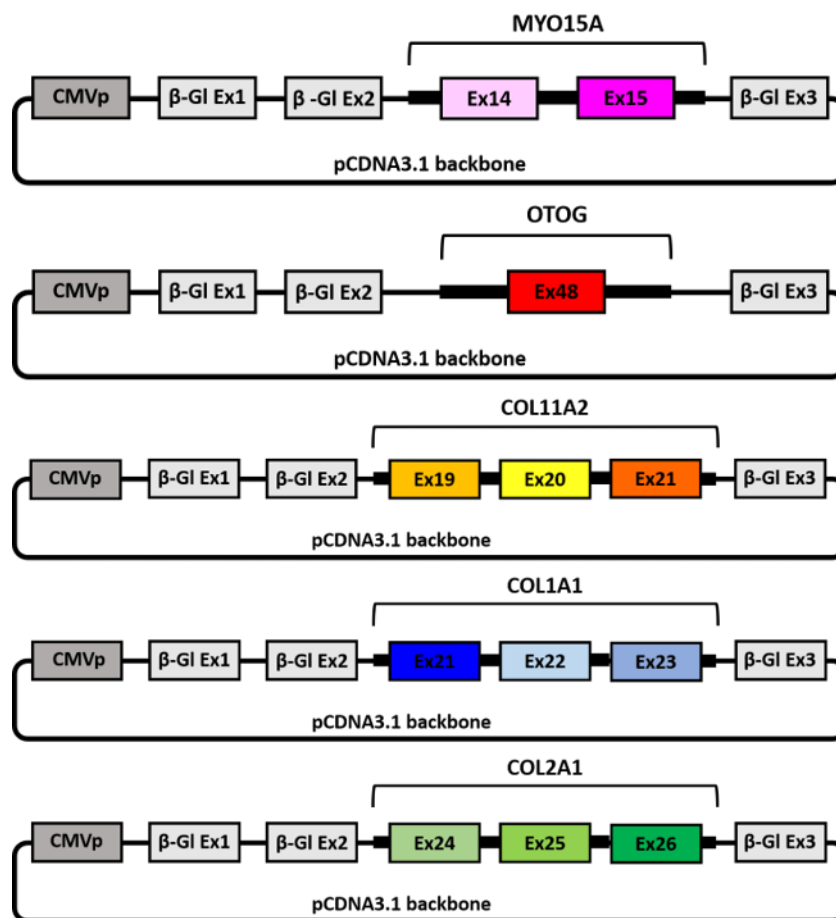 MYO15A
CMVp β-Gl Ex1 β -Gl Ex2 Ex14 Ex15 β-Gl Ex3
pCDNA3.1 backbone
OTOG
CMVp β-Gl Ex1 β-Gl Ex2 Ex48 β-Gl Ex3
pCDNA3.1 backbone
COL11A2
CMVp β-Gl Ex1 β-Gl Ex2 Ex19 Ex20 Ex21 β-Gl Ex3
pCDNA3.1 backbone
COL1A1
CMVp β-Gl Ex1 β-Gl Ex2 Ex21 Ex22 Ex23 β-Gl Ex3
pCDNA3.1 backbone
COL2A1
CMVp β-Gl Ex1 β-Gl Ex2 Ex24 Ex25 Ex26 β-Gl Ex3
pCDNA3.1 backbone